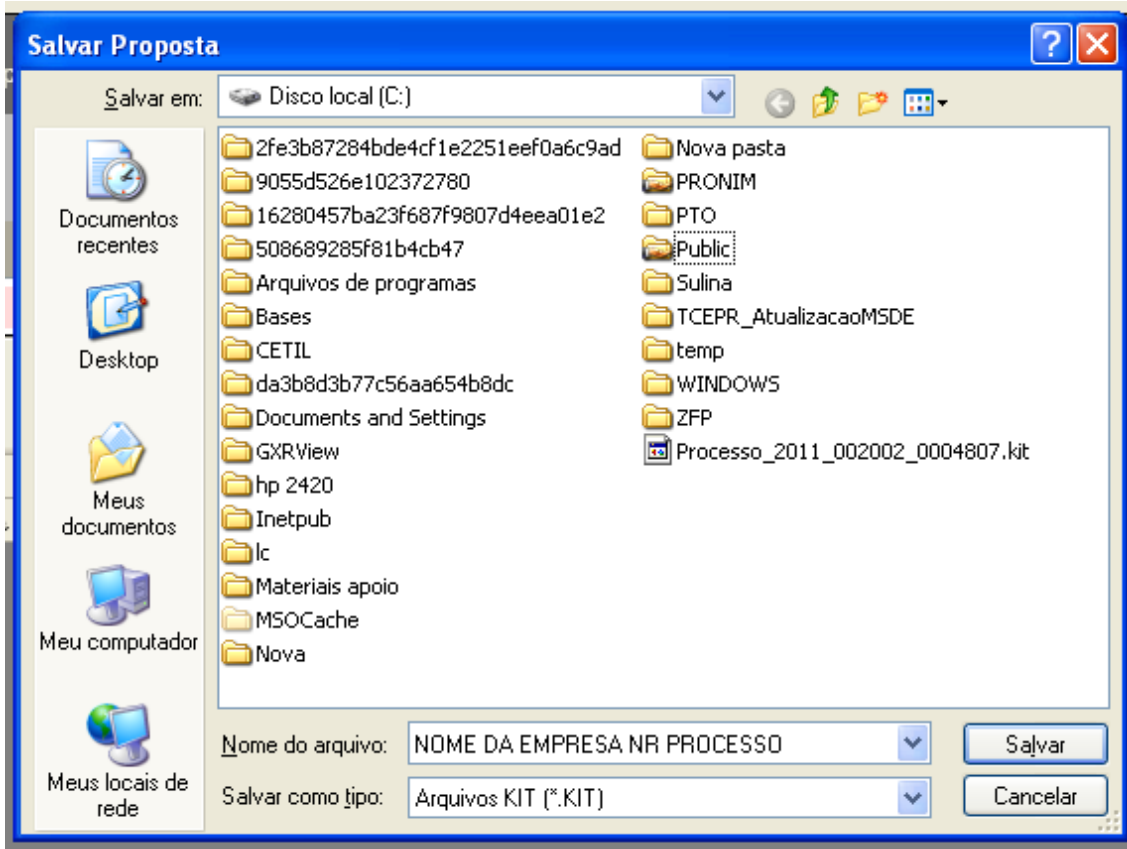 Salvar Proposta
Salvar em:
Disco local (C:)
Documentos
recentes
Desktop
Meus
documentos
Meu computador
Meus locais de
rede
2fe3b87284bde4cf1e2251eef0a6c9ad
9055d526e102372780
16280457ba23f687f9807d4eea01e2
508689285f81b4cb47
Arquivos de programas
Bases
CETIL
da3b8d3b77c56aa654b8dc
Documents and Settings
GXRView
hp 2420
Inetpub
lc
Materiais apoio
MSOCache
Nova
Nova pasta
PRONIM
PTO
Public
Sulina
TCEPR_AtualizacaoMSDE
temp
WINDOWS
ZFP
Processo_2011_002002_0004807.kit
Nome do arquivo:
NOME DA EMPRESA NR PROCESSO
Salvar
Salvar como tipo:
Arquivos KIT (*.KIT)
Cancelar